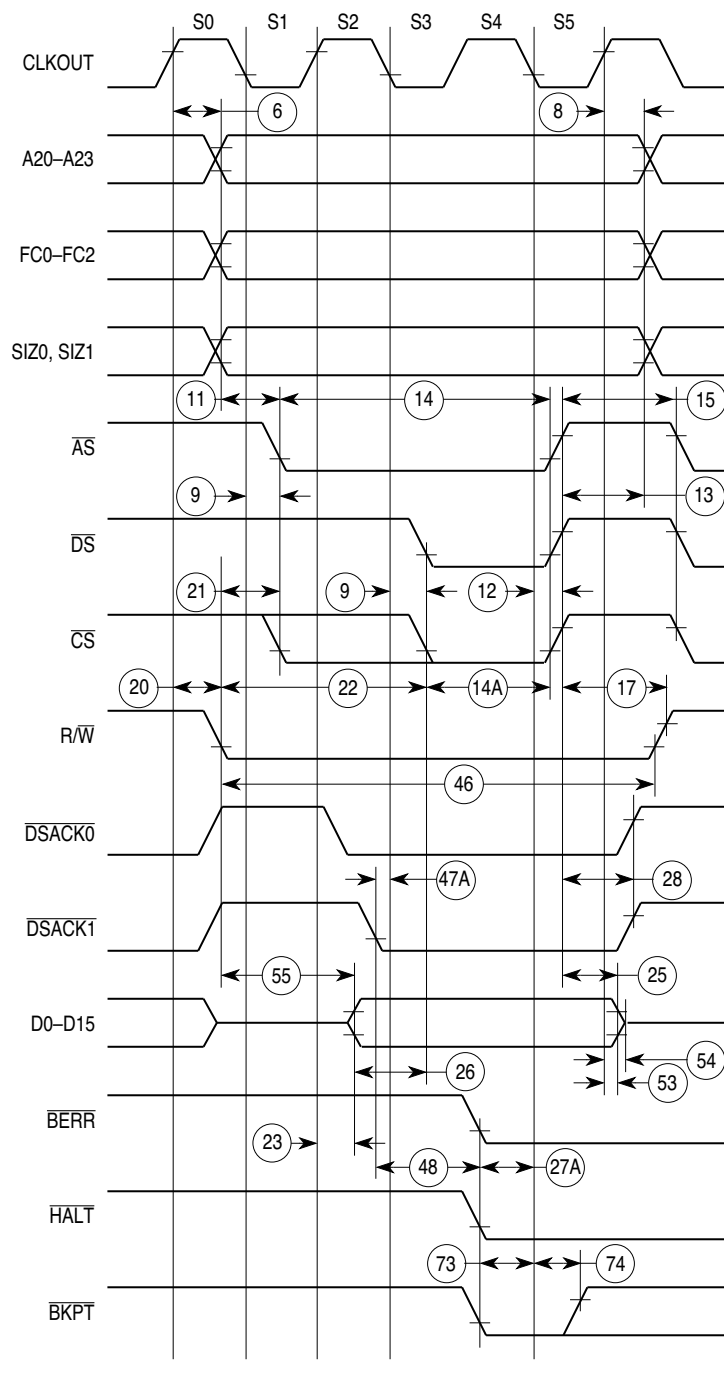 S0 S1 S2 S3 S4 S5
CLKOUT
6 8
A20–A23
FC0–FC2
SIZ0, SIZ1
11 14 15
AS
9 13
DS
21 9 12
CS
20 22 14A 17
R/W
46
DSACK0
47A 28
DSACK1
55 25
D0–D15
54
26 53
BERR
23
48 27A
HALT
73 74
BKPT